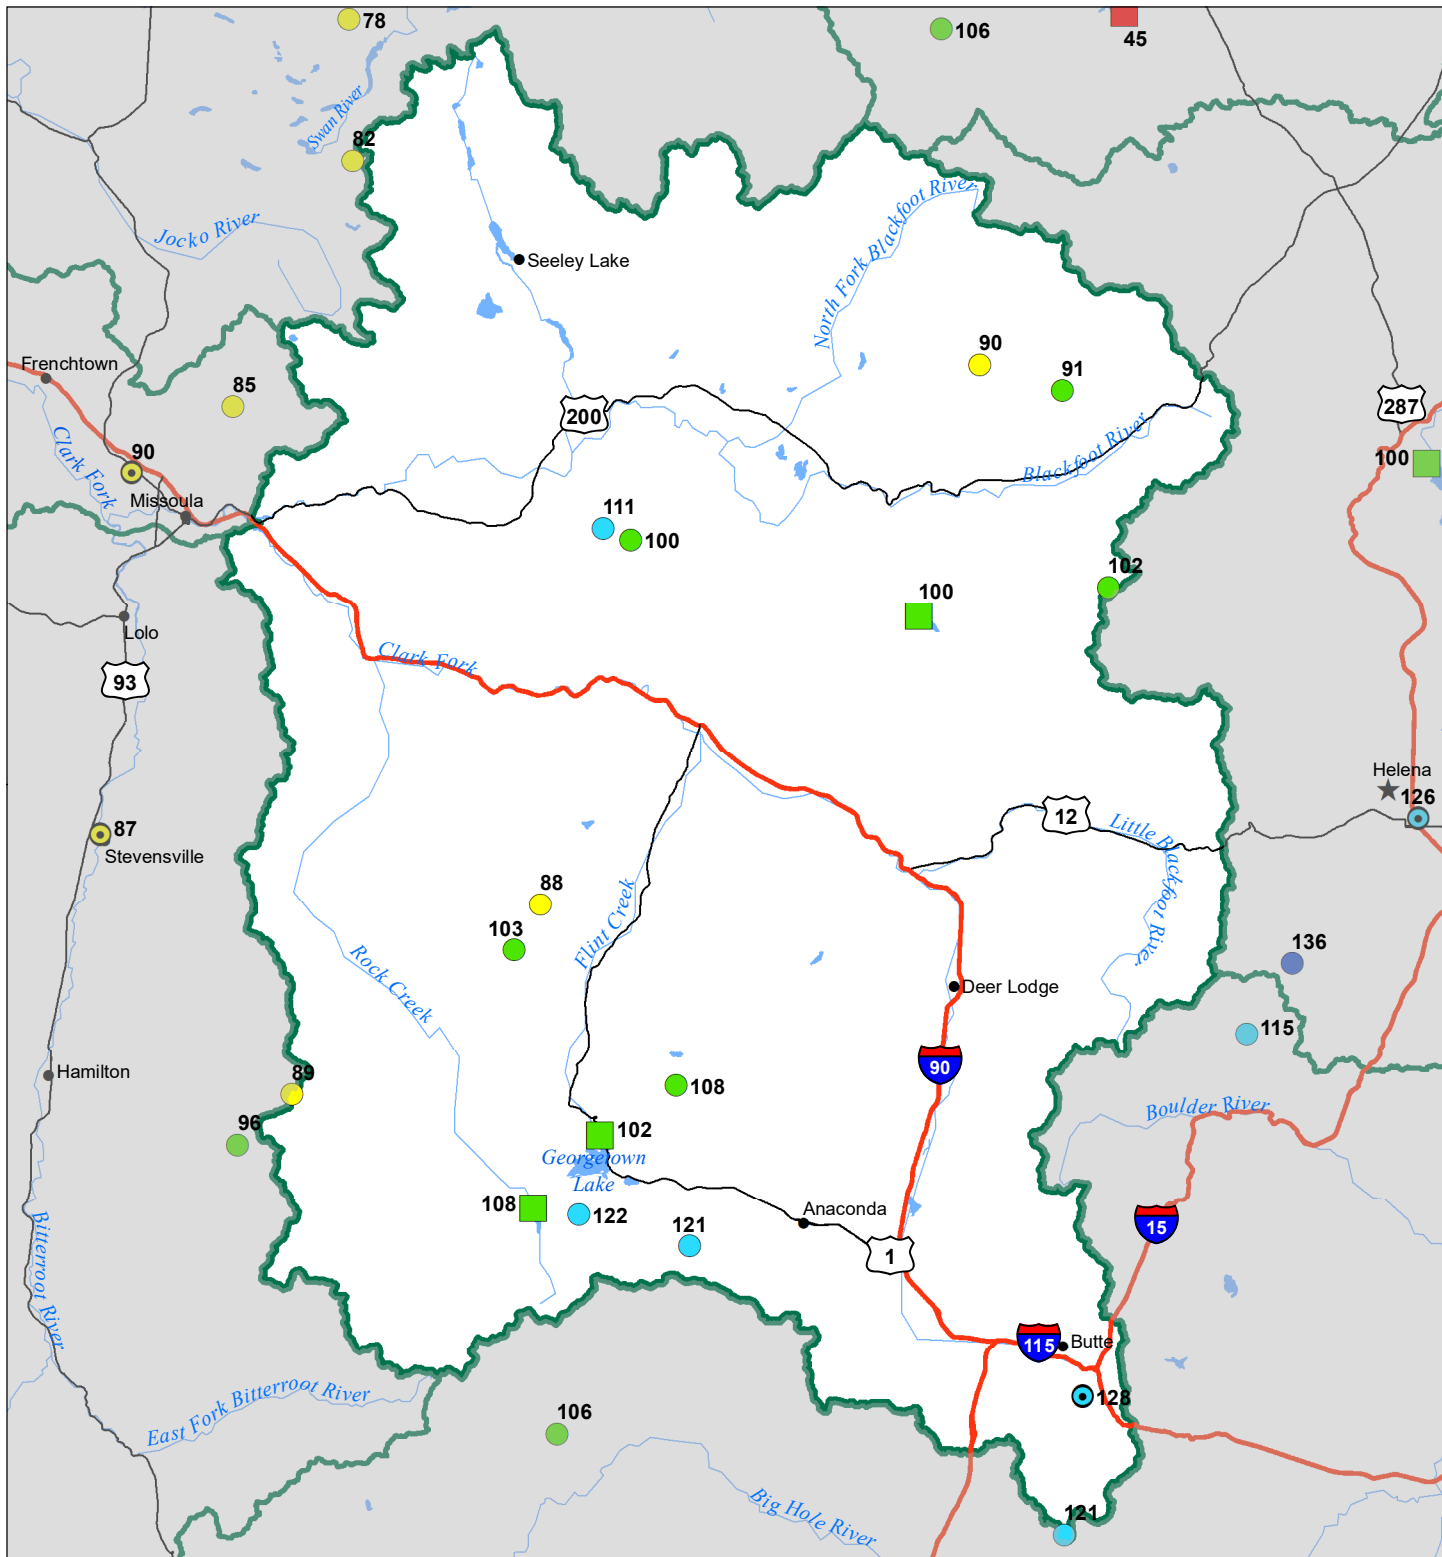 78
106
45
Swan River
82
Jocko River
North Fork Blackfoot River
Seeley Lake
90
91
Frenchtown
85
200
287
Clark Fork
90
Blackfoot River
100
Missoula
111
100
102
100
Lolo
Clark Fork
93
Helena
126
12
Little Blackfoot River
87
Stevensville
88
Flint Creek
103
136
Rock Creek
Deer Lodge
115
Hamilton
89
90
108
Boulder River
96
102
Georgetown
Lake
108
122
Anaconda
121
15
1
Bitterroot River
115
Butte
128
East Fork Bitterroot River
106
Big Hole River
121